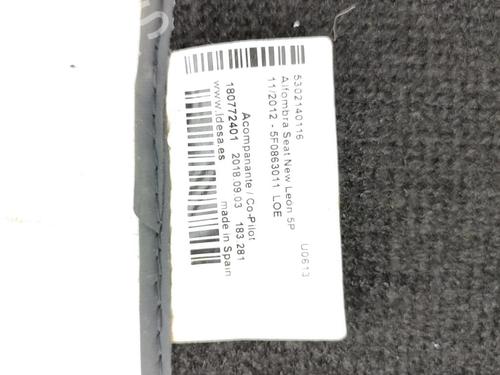 5302140116 U0613
Alfombra Seat New Leon 5P
11/2012 - 5F0863011 LOE
Acompanante / Co-Pilot
180772401 2018.09.03 183 281
www.Idesa.es made in Spain